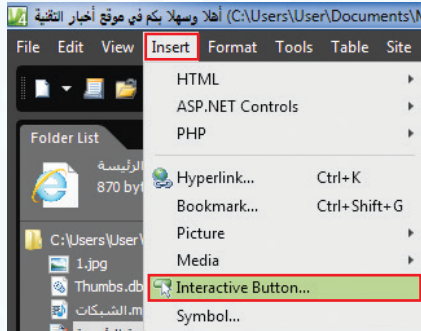 أهلا وسهلا بكم في موقع أخبار التقنية (C:\Users\User\Documents\M
File Edit View Insert Format Tools Table Site
HTML
ASP.NET Controls
PHP
Folder List
الرئيسة
870 byt
Hyperlink... Ctrl+K
Bookmark... Ctrl+Shift+G
C:\Users\User\
Picture
1.jpg
Media
Thumbs.db
Interactive Button...
الشبكات.m
Symbol...